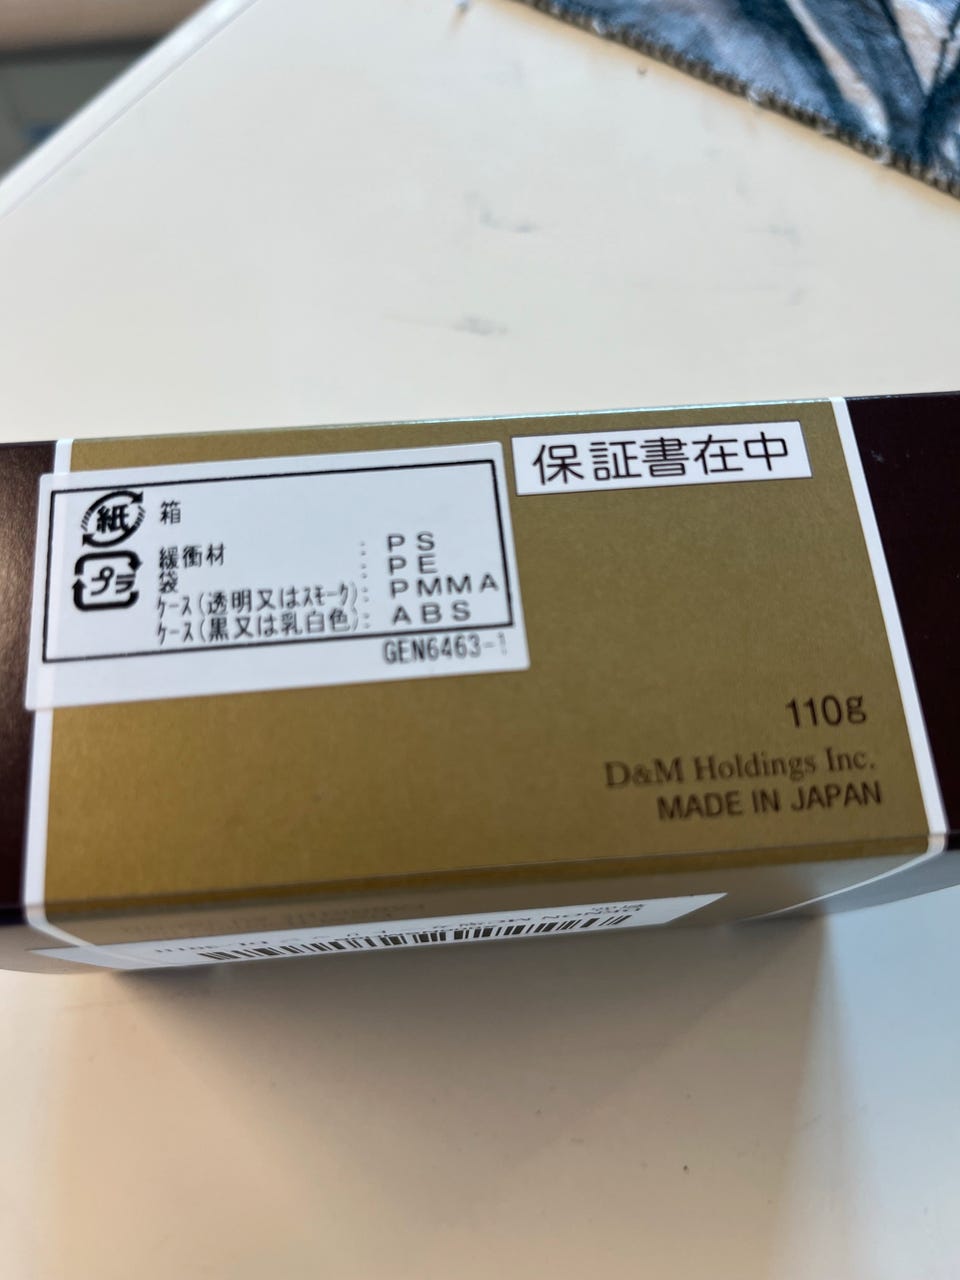 保証書在中
紙 箱
プラ
緩衝材 : PS
袋 : PE
ｹｰｽ(透明又はｽﾓｰｸ): PMMA
ｹｰｽ(黒又は乳白色): ABS
GEN6463-1
110g
D&M Holdings Inc.
MADE IN JAPAN